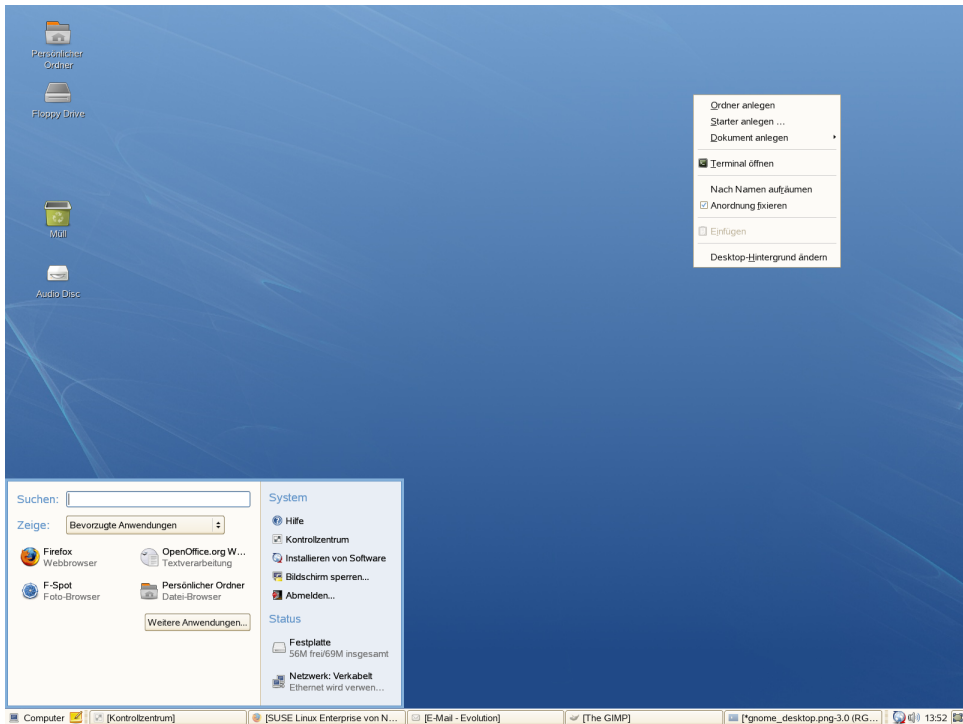 Persönlicher
Ordner
Floppy Drive
Müll
Audio Disc
Ordner anlegen
Starter anlegen …
Dokument anlegen
Terminal öffnen
Nach Namen aufräumen
Anordnung fixieren
Einfügen
Desktop-Hintergrund ändern
Suchen:
Zeige: Bevorzugte Anwendungen
Firefox
Webbrowser
OpenOffice.org W...
Textverarbeitung
F-Spot
Foto-Browser
Persönlicher Ordner
Datei-Browser
Weitere Anwendungen...
System
Hilfe
Kontrollzentrum
Installieren von Software
Bildschirm sperren...
Abmelden...
Status
Festplatte
56M frei/69M insgesamt
Netzwerk: Verkabelt
Ethernet wird verwen...
Computer [Kontrollzentrum] [SUSE Linux Enterprise von N... [E-Mail - Evolution] [The GIMP] [*gnome_desktop.png-3.0 (RG... 13:52